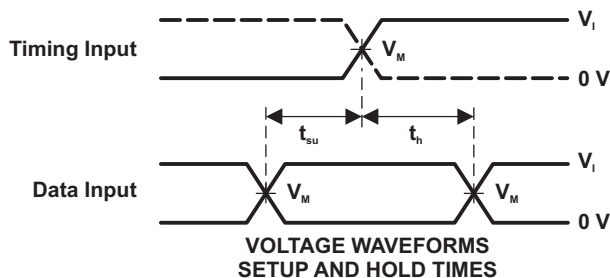 V_I
Timing Input
V_M
0 V
t_su
t_h
V_I
Data Input
V_M
V_M
0 V
VOLTAGE WAVEFORMS
SETUP AND HOLD TIMES